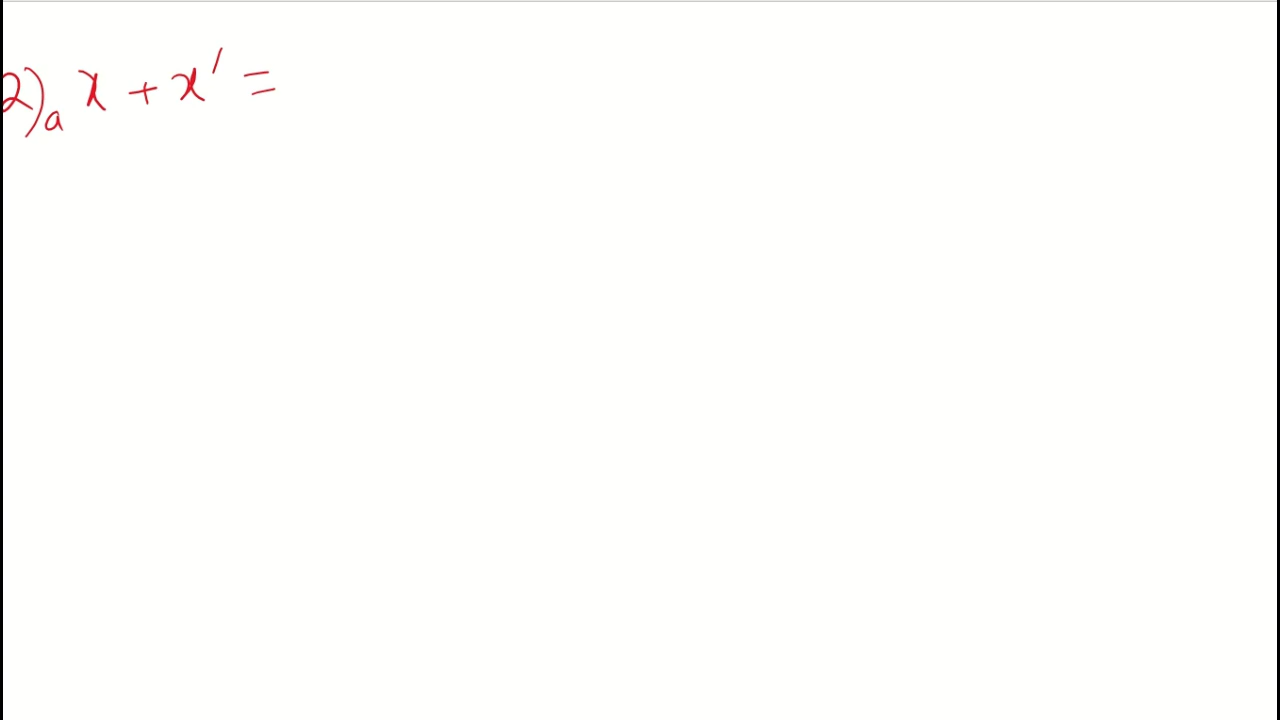 2)a x + x' =